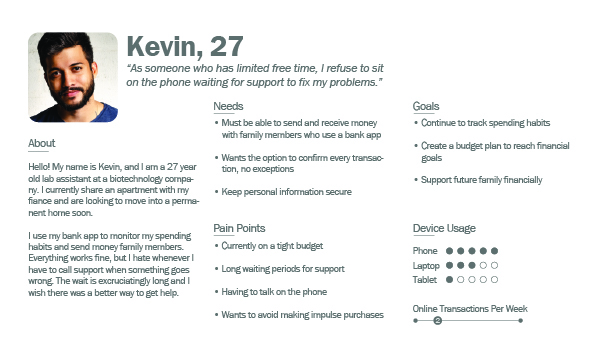 Kevin, 27
“As someone who has limited free time, I refuse to sit
on the phone waiting for support to fix my problems.”
About
Hello! My name is Kevin, and I am a 27 year
old lab assistant at a biotechnology compa-
ny. I currently share an apartment with my
fiance and are looking to move into a perma-
nent home soon.
I use my bank app to monitor my spending
habits and send money family members.
Everything works fine, but I hate whenever I
have to call support when something goes
wrong. The wait is excruciatingly long and I
wish there was a better way to get help.
Needs
• Must be able to send and receive money
with family members who use a bank app
• Wants the option to confirm every transac-
tion, no exceptions
• Keep personal information secure
Pain Points
• Currently on a tight budget
• Long waiting periods for support
• Having to talk on the phone
• Wants to avoid making impulse purchases
Goals
• Continue to track spending habits
• Create a budget plan to reach financial
goals
• Support future family financially
Device Usage
Phone
Laptop
Tablet
Online Transactions Per Week
2